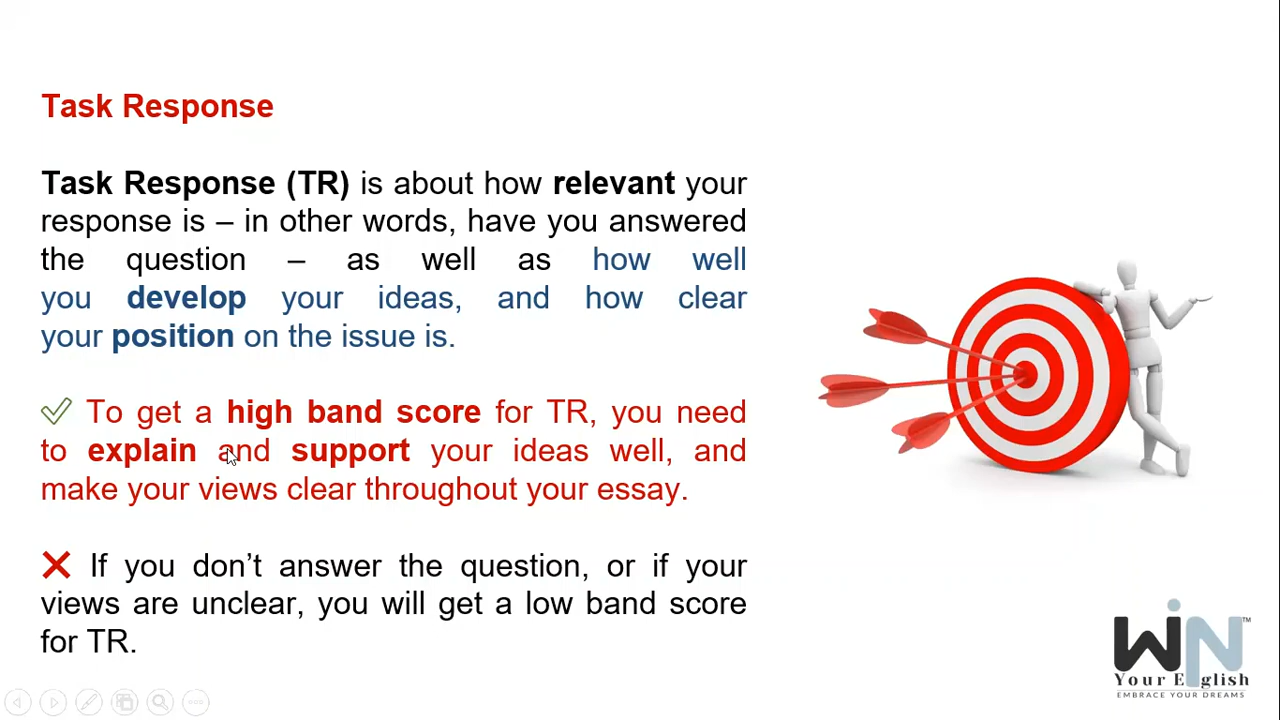 Task Response
Task Response (TR) is about how relevant your
response is – in other words, have you answered
the question – as well as how well
you develop your ideas, and how clear
your position on the issue is.
✓ To get a high band score for TR, you need
to explain and support your ideas well, and
make your views clear throughout your essay.
❌ If you don’t answer the question, or if your
views are unclear, you will get a low band score
for TR.
WiN™
Your English
EMBRACE YOUR DREAMS